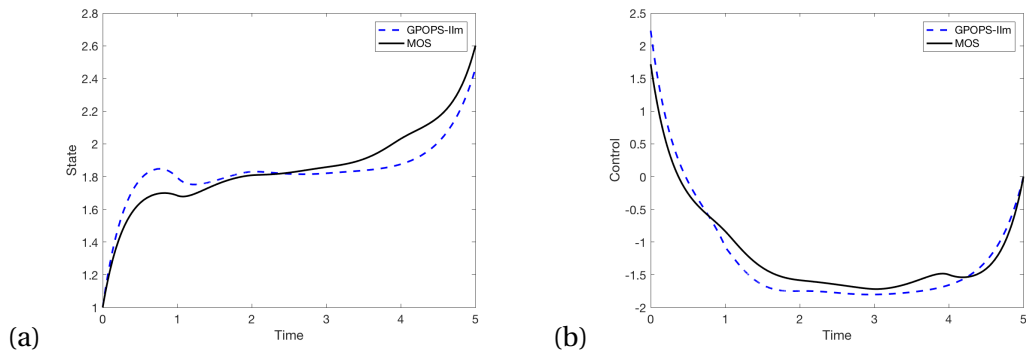 2.8
2.6
2.4
2.2
2
1.8
1.6
1.4
1.2
1
0 1 2 3 4 5
State
Time
GPOPS-IIm
MOS
(a)
2.5
2
1.5
1
0.5
0
-0.5
-1
-1.5
-2
0 1 2 3 4 5
Control
Time
GPOPS-IIm
MOS
(b)